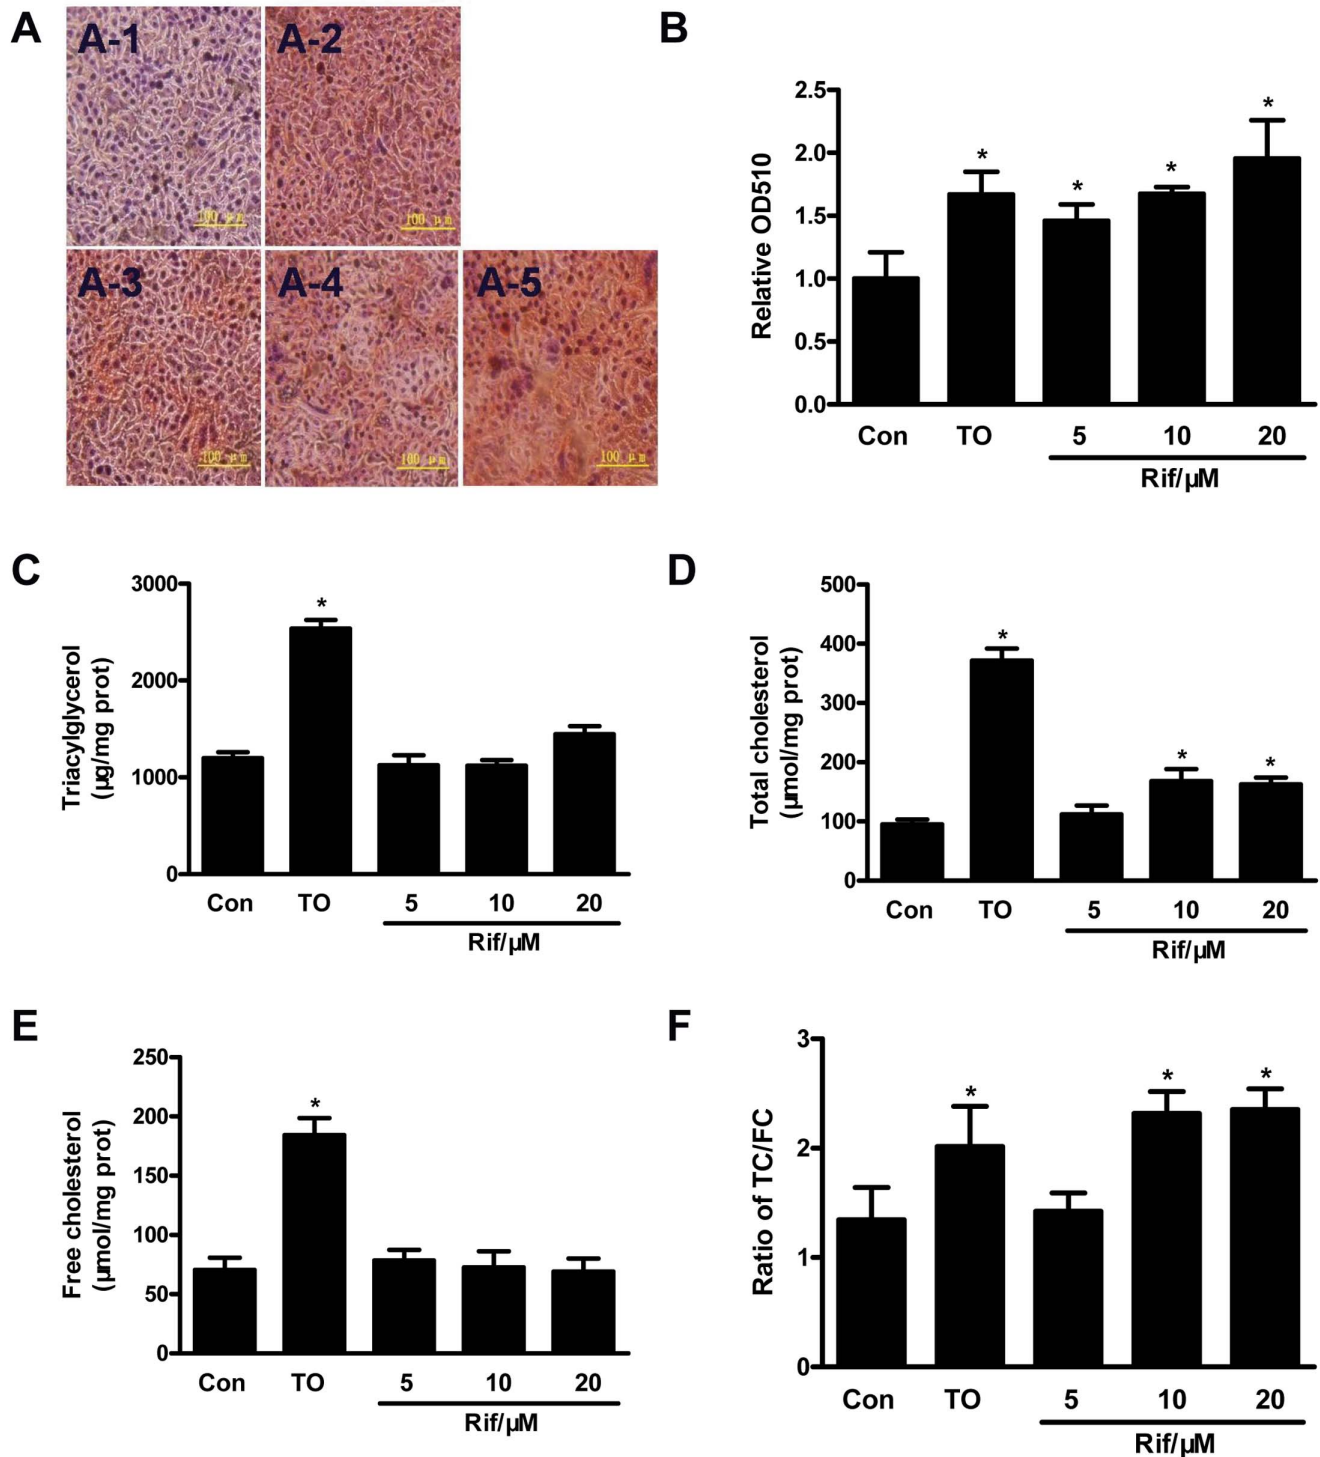 A
A-1
A-2
100 µm
100 µm
A-3
A-4
A-5
100 µm
100 µm
100 µm
B
Relative OD510
2.5
2.0
1.5
1.0
0.5
0.0
*
*
*
*
Con TO 5 10 20
Rif/µM
C
Triacylglycerol
(µg/mg prot)
3000
2000
1000
0
*
Con TO 5 10 20
Rif/µM
D
Total cholesterol
(µmol/mg prot)
500
400
300
200
100
0
*
*
*
Con TO 5 10 20
Rif/µM
E
Free cholesterol
(µmol/mg prot)
250
200
150
100
50
0
*
Con TO 5 10 20
Rif/µM
F
Ratio of TC/FC
3
2
1
0
*
*
*
Con TO 5 10 20
Rif/µM